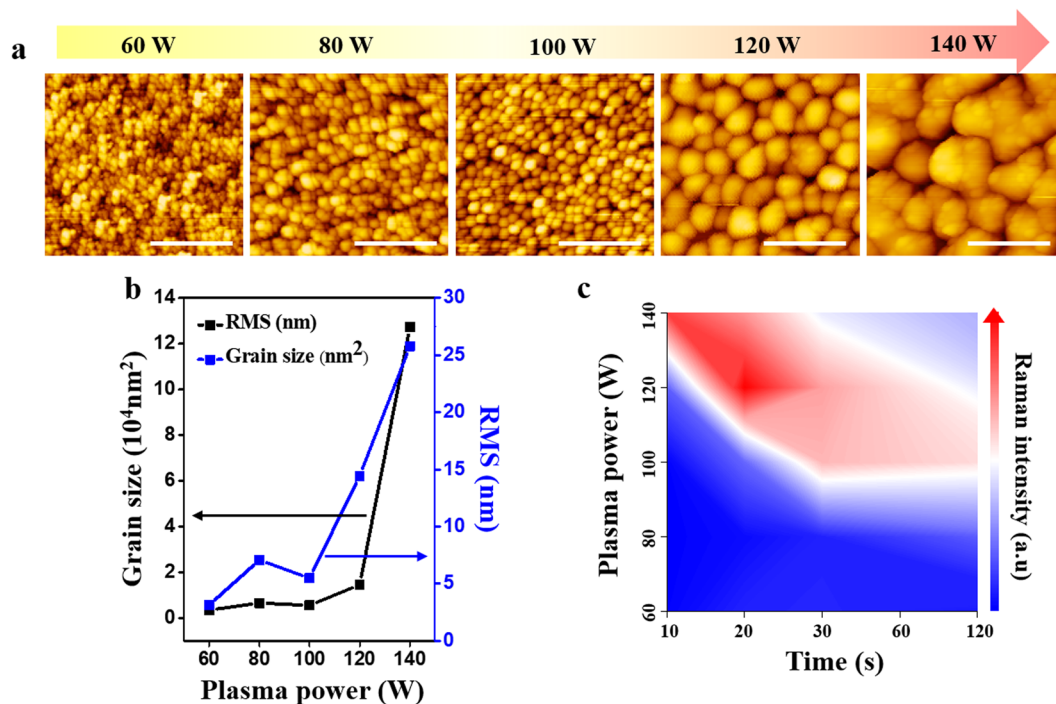 a
60 W
80 W
100 W
120 W
140 W
b
RMS (nm)
Grain size (nm²)
Grain size (10⁴nm²)
14
12
10
8
6
4
2
0
30
25
20
15
10
5
0
RMS (nm)
60
80
100
120
140
Plasma power (W)
c
Plasma power (W)
140
120
100
80
60
10
20
30
60
120
Time (s)
Raman intensity (a.u)